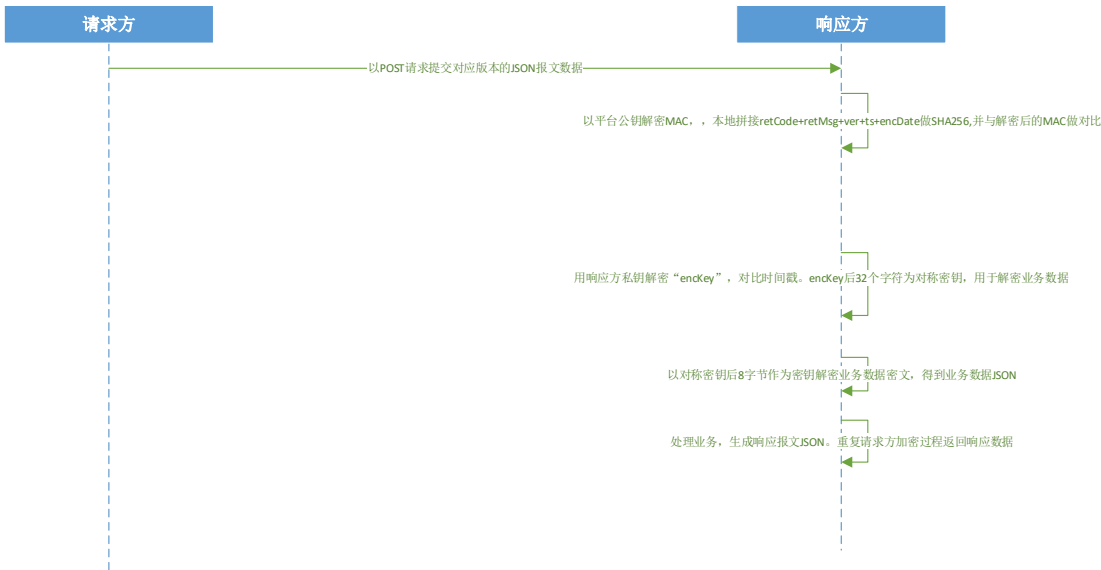 请求方
响应方
以POST请求提交对应版本的JSON报文数据
以平台公钥解密MAC，，本地拼接retCode+retMsg+ver+ts+encDate做SHA256,并与解密后的MAC做对比
用响应方私钥解密“encKey”，对比时间戳。encKey后32个字符为对称密钥，用于解密业务数据
以对称密钥后8字节作为密钥解密业务数据密文，得到业务数据JSON
处理业务，生成响应报文JSON。重复请求方加密过程返回响应数据